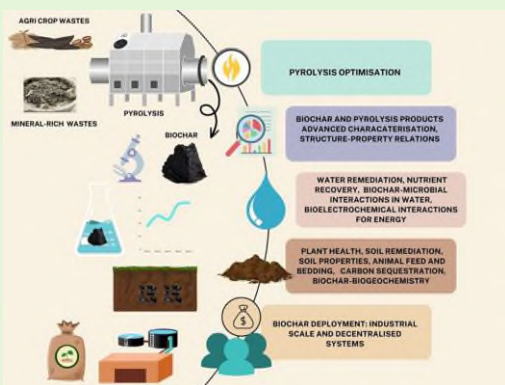 AGRI CROP WASTES
PYROLYSIS
MINERAL-RICH WASTES
BIOCHAR
PYROLYSIS OPTIMISATION
BIOCHAR AND PYROLYSIS PRODUCTS
ADVANCED CHARACATERISATION,
STRUCTURE-PROPERTY RELATIONS
WATER REMEDIATION, NUTRIENT
RECOVERY, BIOCHAR-MICROBIAL
INTERACTIONS IN WATER,
BIOELECTROCHEMICAL INTERACTIONS
FOR ENERGY
PLANT HEALTH, SOIL REMEDIATION,
SOIL PROPERTIES, ANIMAL FEED AND
BEDDING, CARBON SEQUESTRATION,
BIOCHAR-BIOGEOCHEMISTRY
$
BIOCHAR DEPLOYMENT: INDUSTRIAL
SCALE AND DECENTRALISED
SYSTEMS